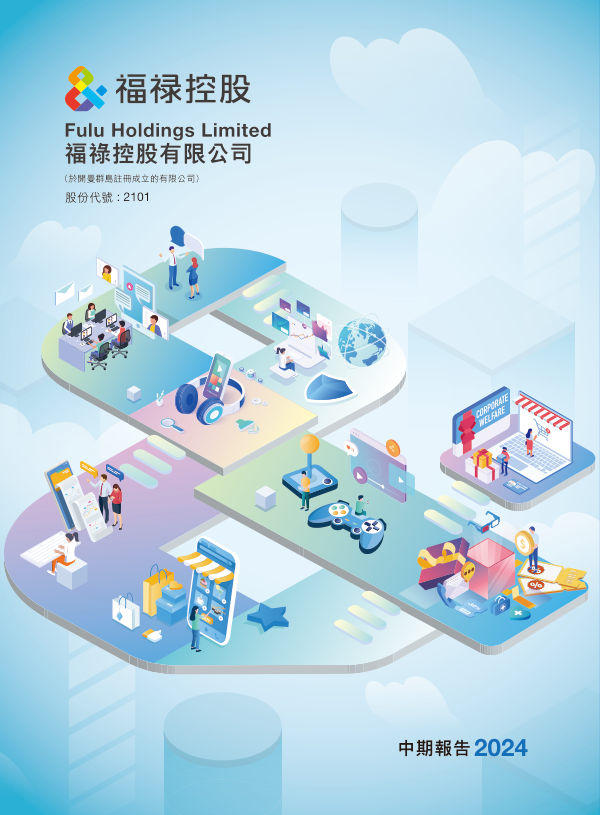 福禄控股
Fulu Holdings Limited
福祿控股有限公司
(於開曼群島註冊成立的有限公司)
股份代號 : 2101
CORPORATE
WELFARE
中期報告 2024